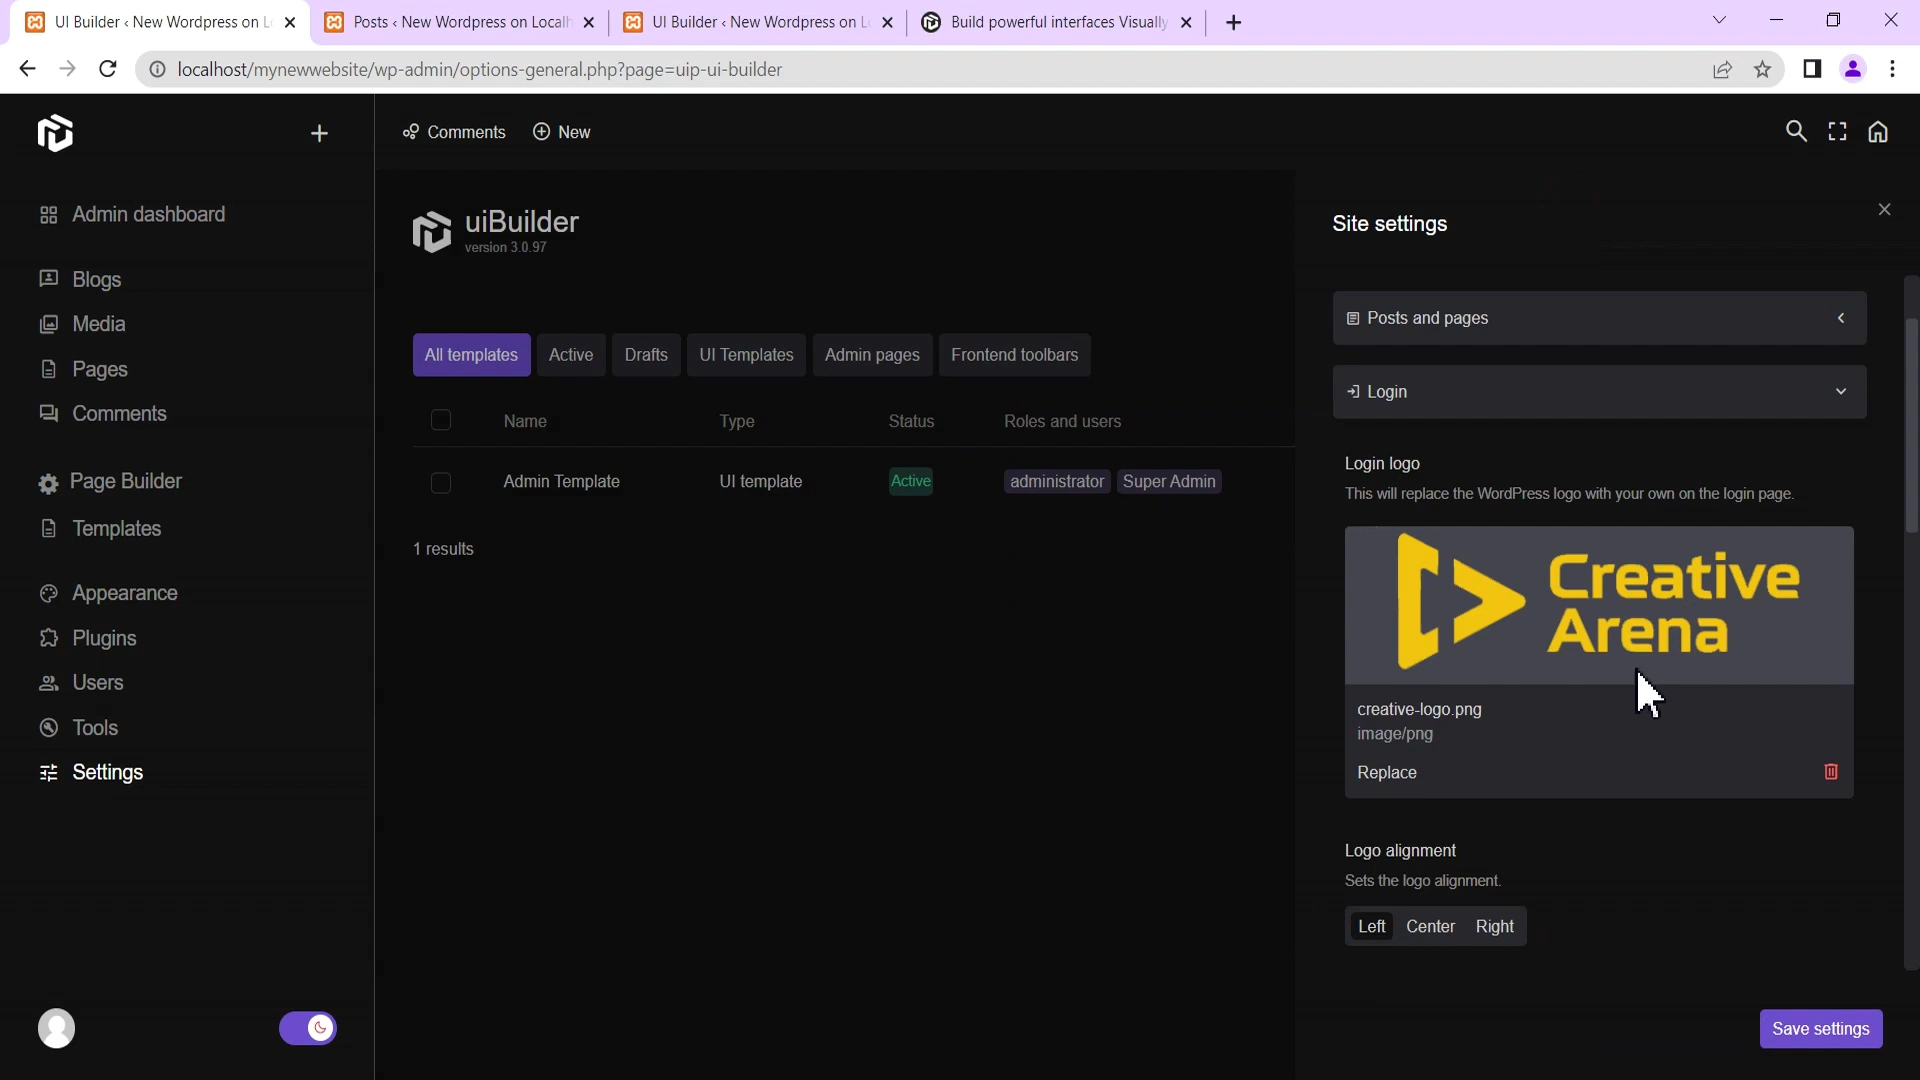 UI Builder ‹ New Wordpress on L
Posts ‹ New Wordpress on Localh
UI Builder ‹ New Wordpress on L
Build powerful interfaces Visually
localhost/mynewwebsite/wp-admin/options-general.php?page=uip-ui-builder
Comments
New
Admin dashboard
Blogs
Media
Pages
Comments
Page Builder
Templates
Appearance
Plugins
Users
Tools
Settings
uiBuilder
version 3.0.97
All templates
Active
Drafts
UI Templates
Admin pages
Frontend toolbars
Name
Type
Status
Roles and users
Admin Template
UI template
Active
administrator
Super Admin
1 results
Site settings
Posts and pages
Login
Login logo
This will replace the WordPress logo with your own on the login page.
Creative
Arena
creative-logo.png
image/png
Replace
Logo alignment
Sets the logo alignment.
Left
Center
Right
Save settings